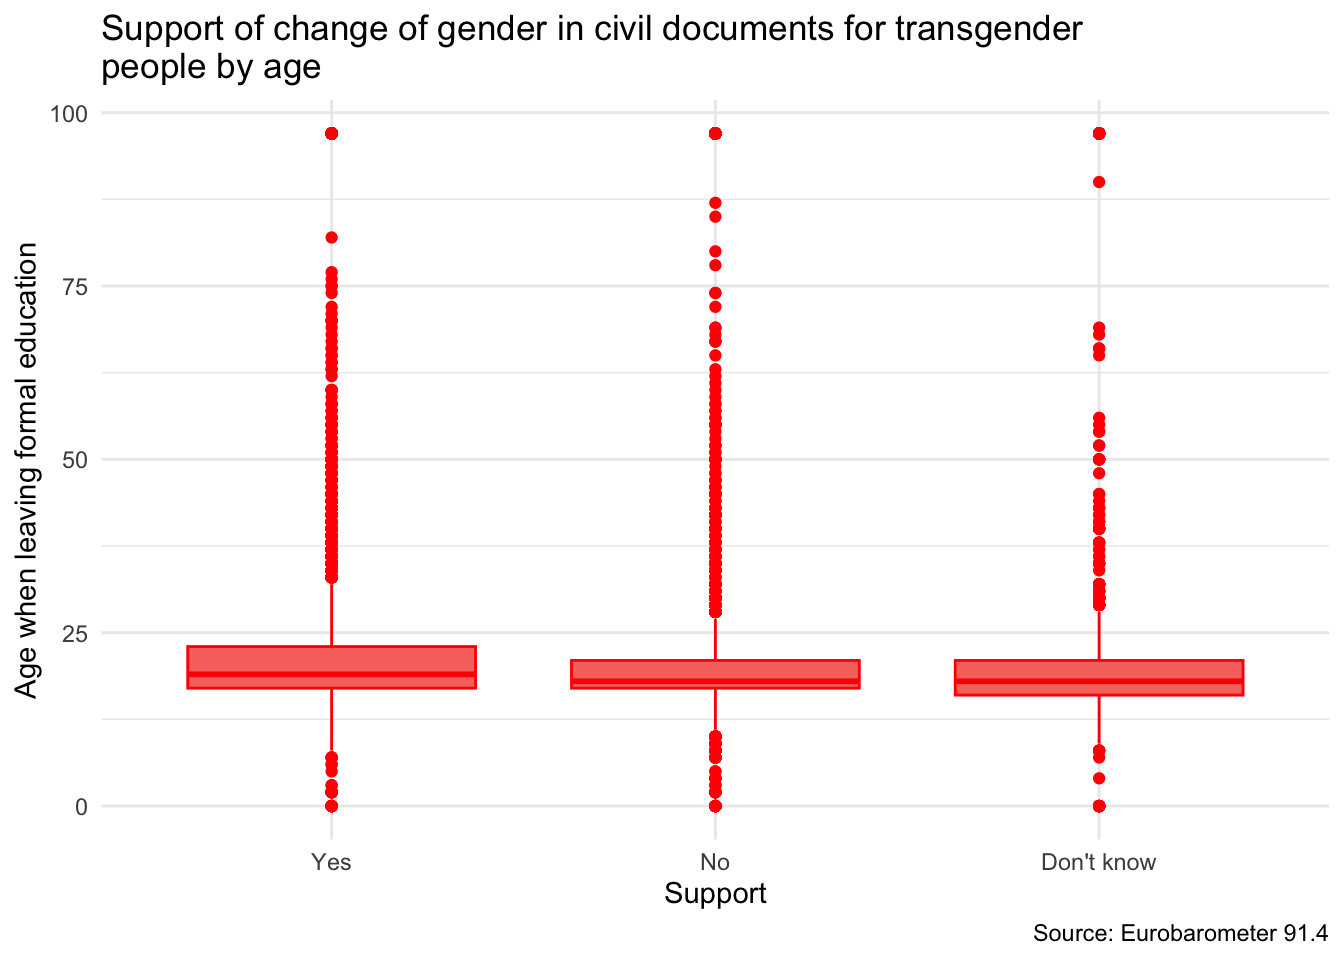 Support of change of gender in civil documents for transgender
people by age
Age when leaving formal education
100
75
50
25
0
Yes
No
Don't know
Support
Source: Eurobarometer 91.4